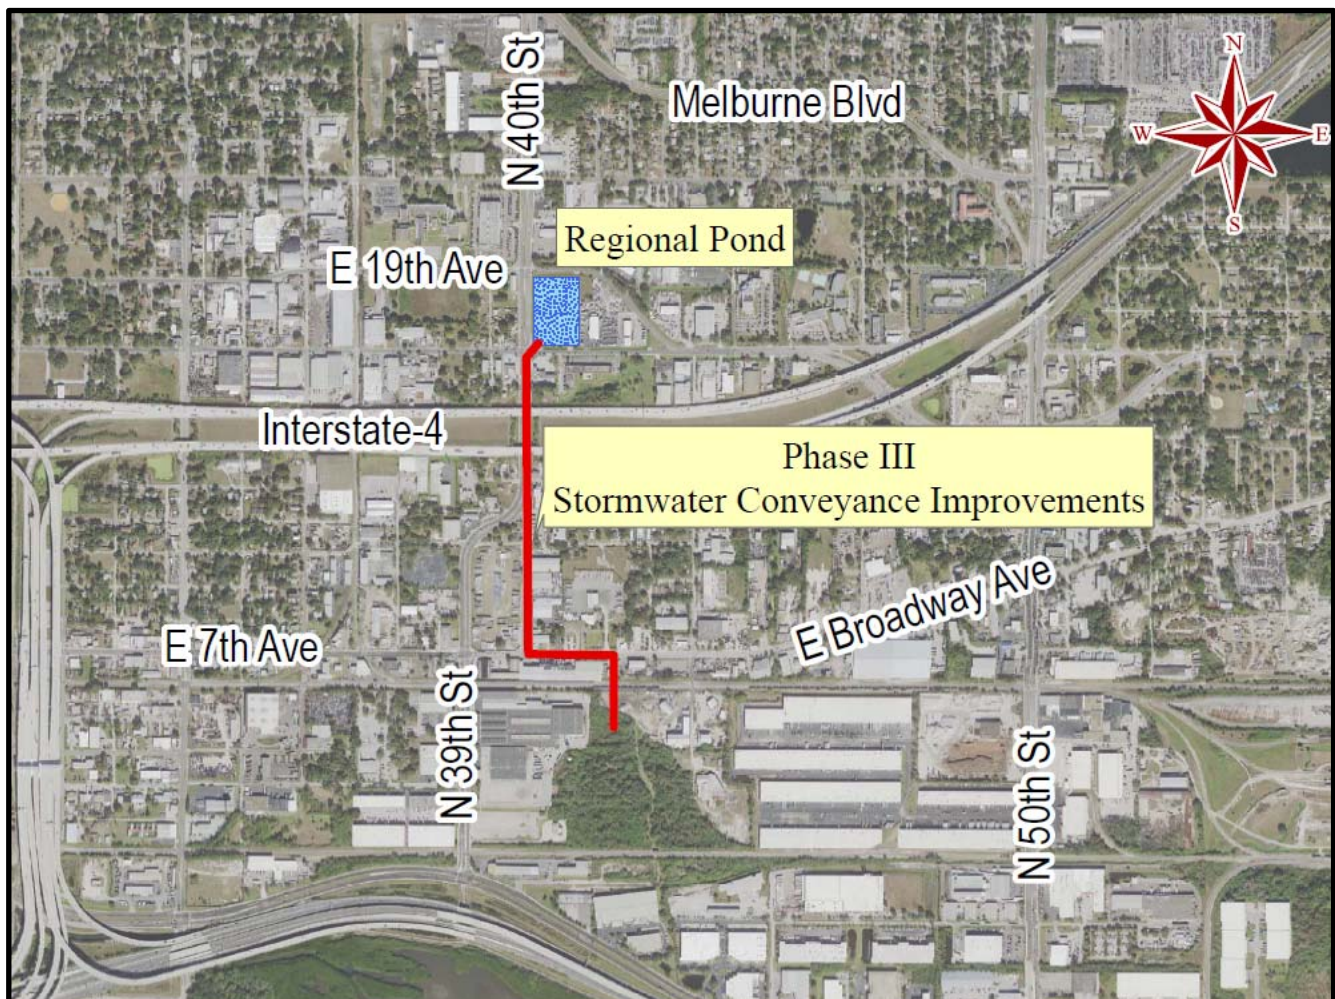 N 40th St
Melburne Blvd
N
W
E
S
Regional Pond
E 19th Ave
Interstate-4
Phase III
Stormwater Conveyance Improvements
E Broadway Ave
E 7th Ave
N 39th St
N 50th St